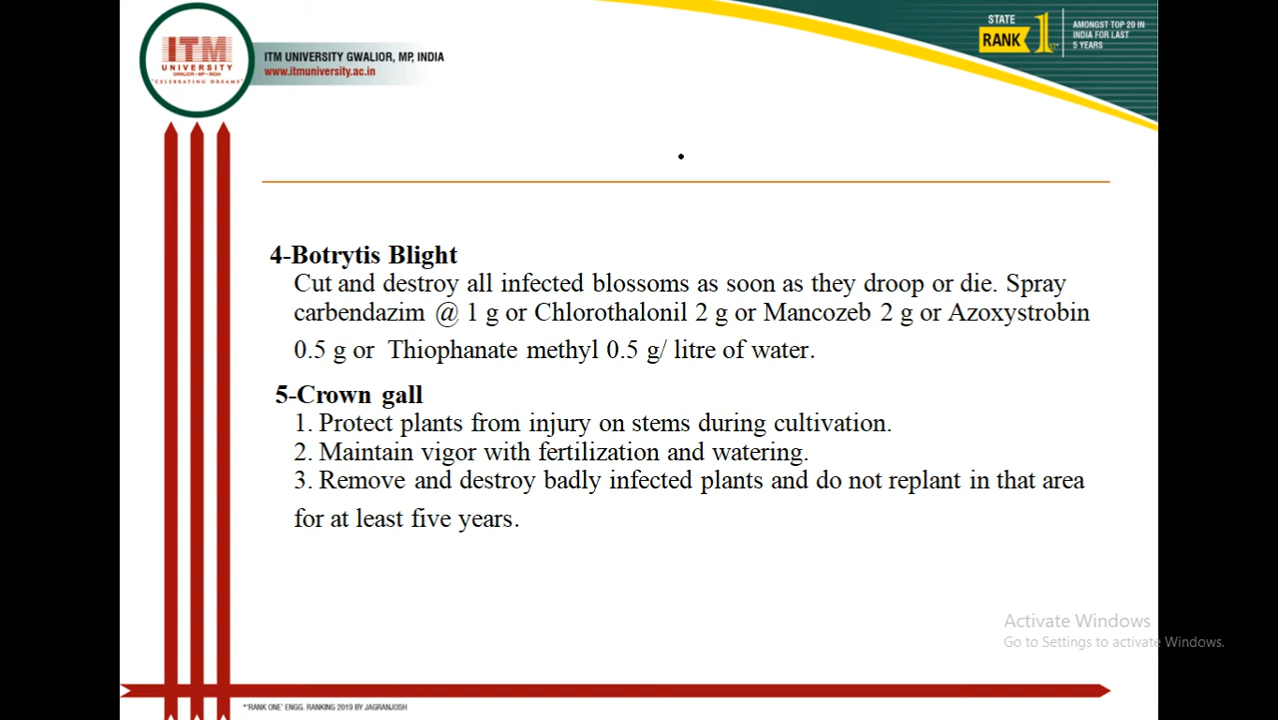 ITM
UNIVERSITY
GWALIOR • MP • INDIA
"CELEBRATING DREAMS"
ITM UNIVERSITY GWALIOR, MP, INDIA
www.itmuniversity.ac.in
STATE
RANK 1ST
AMONGST TOP 20 IN
INDIA FOR LAST
5 YEARS
4-Botrytis Blight
Cut and destroy all infected blossoms as soon as they droop or die. Spray
carbendazim @ 1 g or Chlorothalonil 2 g or Mancozeb 2 g or Azoxystrobin
0.5 g or Thiophanate methyl 0.5 g/ litre of water.
5-Crown gall
1. Protect plants from injury on stems during cultivation.
2. Maintain vigor with fertilization and watering.
3. Remove and destroy badly infected plants and do not replant in that area
for at least five years.
Activate Windows
Go to Settings to activate Windows.
*"RANK ONE" ENGG. RANKING 2019 BY JAGRANJOSH